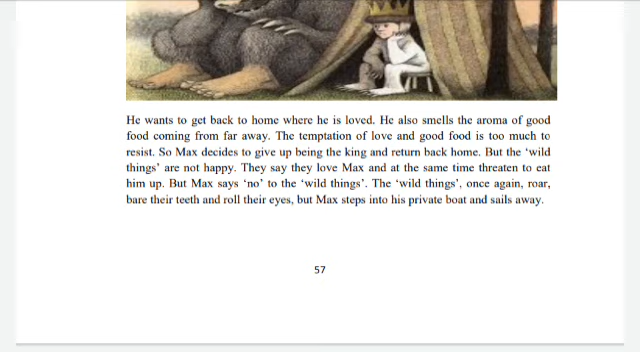 He wants to get back to home where he is loved. He also smells the aroma of good
food coming from far away. The temptation of love and good food is too much to
resist. So Max decides to give up being the king and return back home. But the ‘wild
things’ are not happy. They say they love Max and at the same time threaten to eat
him up. But Max says ‘no’ to the ‘wild things’. The ‘wild things’, once again, roar,
bare their teeth and roll their eyes, but Max steps into his private boat and sails away.
57